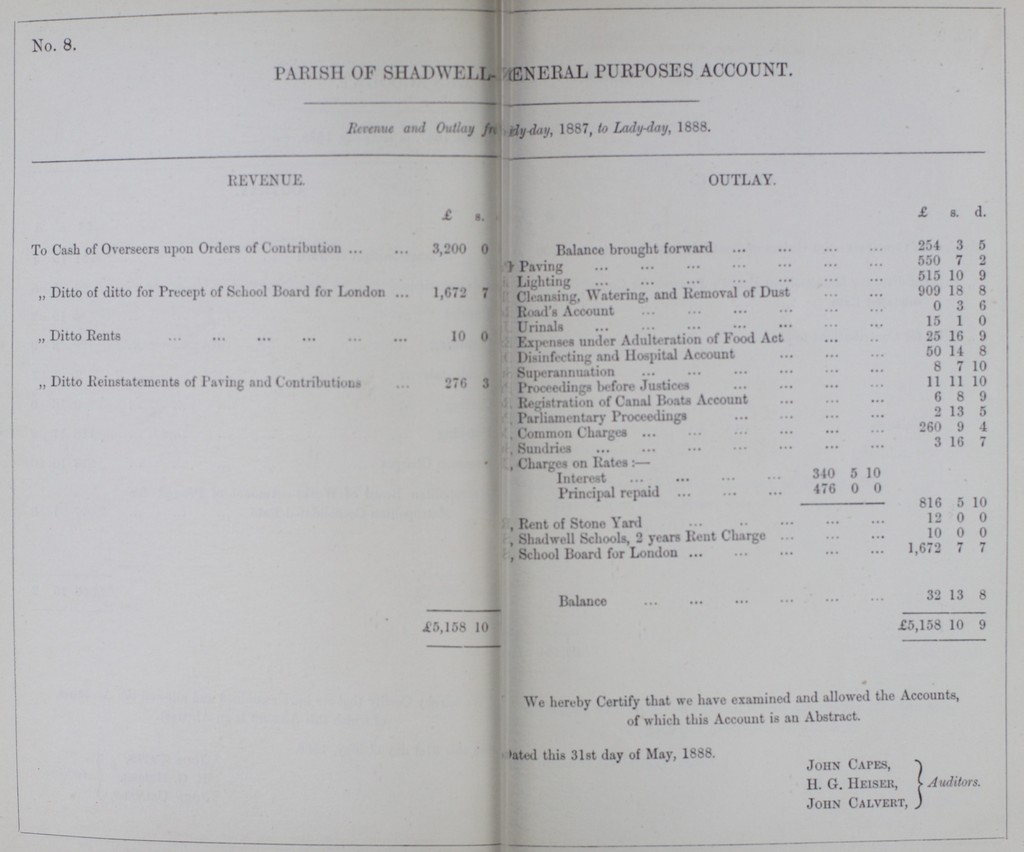 No. 8.
PARISH OF SHADWELL-GENERAL PURPOSES ACCOUNT.
Revenue and Outlay Lady-day, 1887, to Lady-day, 1888.
REVENUE.
£ s.
To Cash of Overseers upon Orders of Contribution ... ... 3,200 0
„ Ditto of ditto for Precept of School Board for London ... 1,672 7
„ Ditto Rents ... ... ... ... ... ... 10 0
„ Ditto Reinstatements of Paving and Contributions ... 276 3
£5,158 10
OUTLAY.
£ s. d.
Balance brought forward ... ... ... ... 254 3 5
Paving ... ... ... ... ... ... ... 550 7 2
Lighting ... ... ... ... ... ... ... 515 10 9
Cleansing, Watering, and Removal of Dust ... ... 909 18 8
Road's Account ... ... ... ... ... ... 0 3 6
Urinals ... ... ... ... ... ... ... 15 1 0
Expenses under Adulteration of Food Act ... .. 25 16 9
Disinfecting and Hospital Account ... ... ... 50 14 8
Superannuation ... ... ... ... ... ... 8 7 10
Proceedings before Justices ... ... ... ... 11 11 10
Registration of Canal Boats Account ... ... ... 6 8 9
Parliamentary Proceedings ... ... ... ... 2 13 5
, Common Charges ... ... ... ... ... ... 260 9 4
, Sundries ... ... ... ... ... ... ... 3 16 7
, Charges on Rates :—
Interest ... ... ... ... 340 5 10
Principal repaid ... ... ... 476 0 0
816 5 10
, Rent of Stone Yard ... .. ... ... ... 12 0 0
, Shadwell Schools, 2 years Rent Charge ... ... ... 10 0 0
, School Board for London ... ... ... ... ... 1,672 7 7
Balance ... ... ... ... ... ... 32 13 8
£5,158 10 9
We hereby Certify that we have examined and allowed the Accounts,
of which this Account is an Abstract.
Dated this 31st day of May, 1888.
JOHN CAPES,
H. G. HEISER,
JOHN CALVERT,
} Auditors.